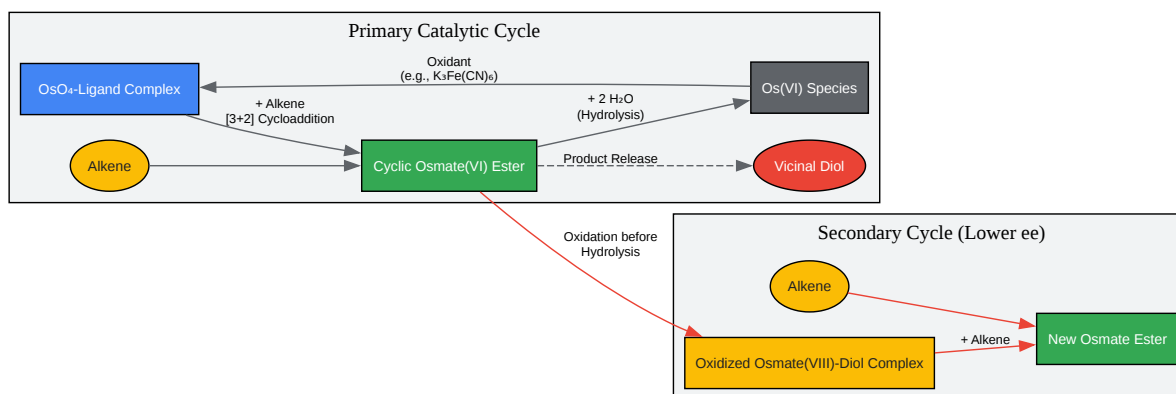 Primary Catalytic Cycle
OsO₄-Ligand Complex
Oxidant
(e.g., K₃Fe(CN)₆)
Os(VI) Species
+ Alkene
[3+2] Cycloaddition
+ 2 H₂O
(Hydrolysis)
Alkene
Cyclic Osmate(VI) Ester
Product Release
Vicinal Diol
Oxidation before
Hydrolysis
Secondary Cycle (Lower ee)
Alkene
Oxidized Osmate(VIII)-Diol Complex
+ Alkene
New Osmate Ester